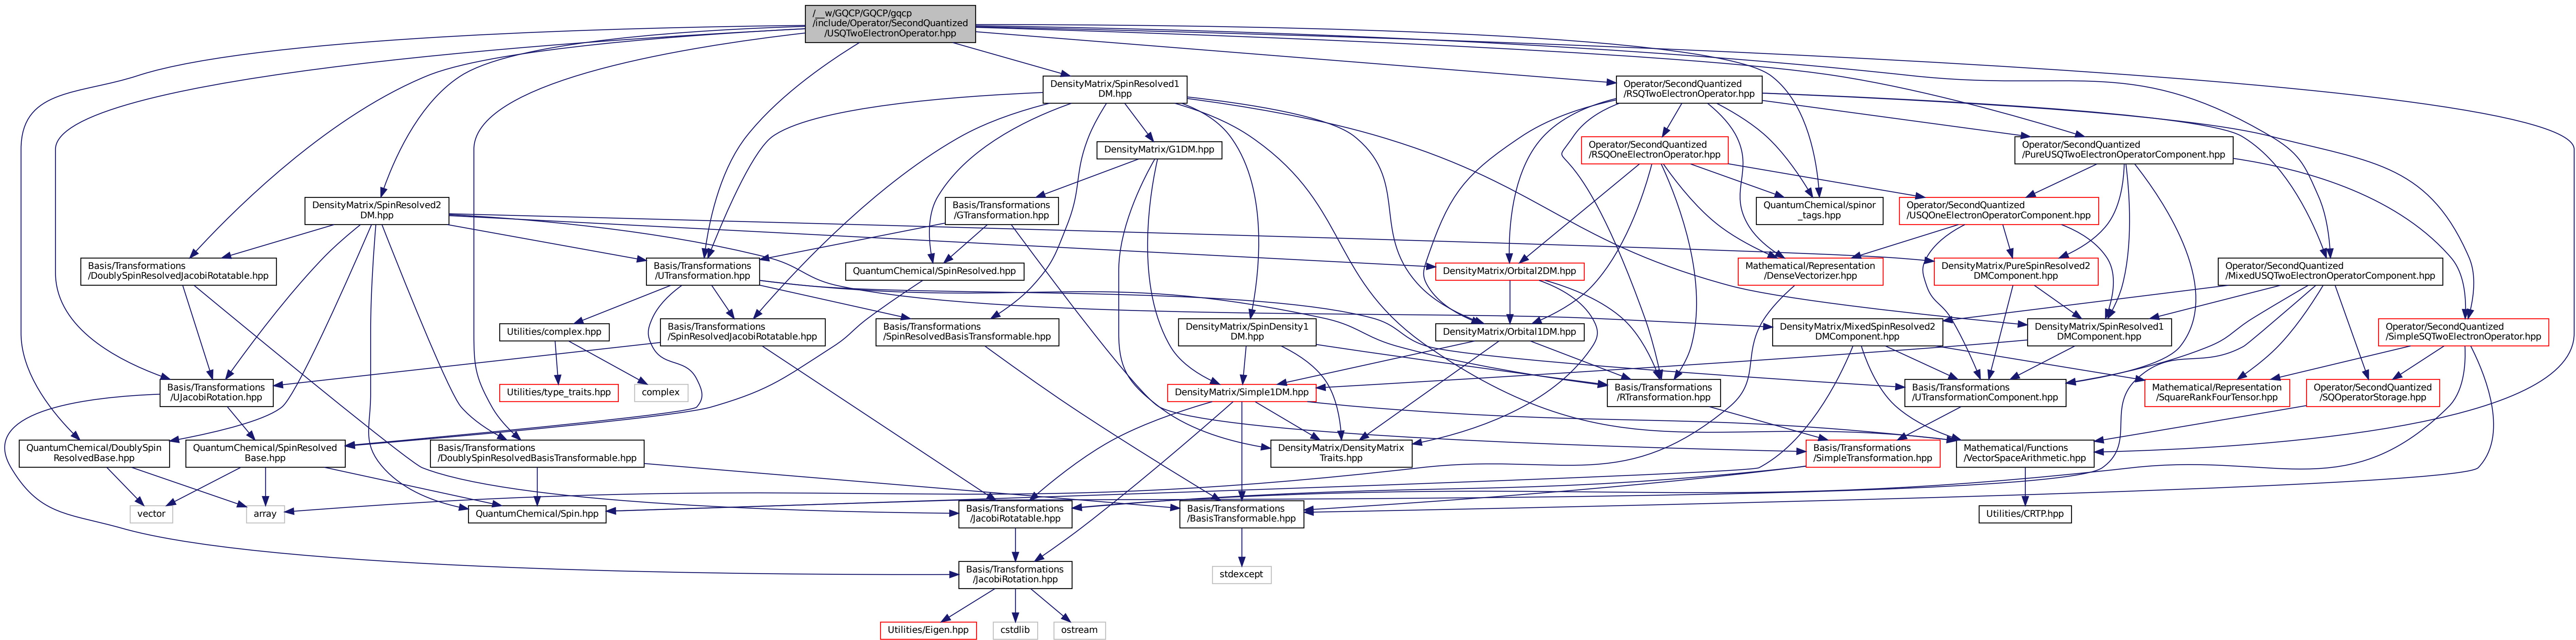 /__w/GQCP/GQCP/gqcp
/include/Operator/SecondQuantized
/USQTwoElectronOperator.hpp
DensityMatrix/SpinResolved1
DM.hpp
Operator/SecondQuantized
/RSQTwoElectronOperator.hpp
DensityMatrix/G1DM.hpp
Operator/SecondQuantized
/RSQOneElectronOperator.hpp
Operator/SecondQuantized
/PureUSQTwoElectronOperatorComponent.hpp
DensityMatrix/SpinResolved2
DM.hpp
Basis/Transformations
/GTransformation.hpp
QuantumChemical/spinor
_tags.hpp
Operator/SecondQuantized
/USQOneElectronOperatorComponent.hpp
Basis/Transformations
/DoublySpinResolvedJacobiRotatable.hpp
Basis/Transformations
/UTransformation.hpp
QuantumChemical/SpinResolved.hpp
DensityMatrix/Orbital2DM.hpp
Mathematical/Representation
/DenseVectorizer.hpp
DensityMatrix/PureSpinResolved2
DMComponent.hpp
Operator/SecondQuantized
/MixedUSQTwoElectronOperatorComponent.hpp
Utilities/complex.hpp
Basis/Transformations
/SpinResolvedJacobiRotatable.hpp
Basis/Transformations
/SpinResolvedBasisTransformable.hpp
DensityMatrix/SpinDensity1
DM.hpp
DensityMatrix/Orbital1DM.hpp
DensityMatrix/MixedSpinResolved2
DMComponent.hpp
DensityMatrix/SpinResolved1
DMComponent.hpp
Operator/SecondQuantized
/SimpleSQTwoElectronOperator.hpp
Basis/Transformations
/UJacobiRotation.hpp
Utilities/type_traits.hpp
complex
DensityMatrix/Simple1DM.hpp
Basis/Transformations
/RTransformation.hpp
Basis/Transformations
/UTransformationComponent.hpp
Mathematical/Representation
/SquareRankFourTensor.hpp
Operator/SecondQuantized
/SQOperatorStorage.hpp
QuantumChemical/DoublySpin
ResolvedBase.hpp
QuantumChemical/SpinResolved
Base.hpp
Basis/Transformations
/DoublySpinResolvedBasisTransformable.hpp
DensityMatrix/DensityMatrix
Traits.hpp
Basis/Transformations
/SimpleTransformation.hpp
Mathematical/Functions
/VectorSpaceArithmetic.hpp
vector
array
QuantumChemical/Spin.hpp
Basis/Transformations
/JacobiRotatable.hpp
Basis/Transformations
/BasisTransformable.hpp
Utilities/CRTP.hpp
Basis/Transformations
/JacobiRotation.hpp
stdexcept
Utilities/Eigen.hpp
cstdlib
ostream